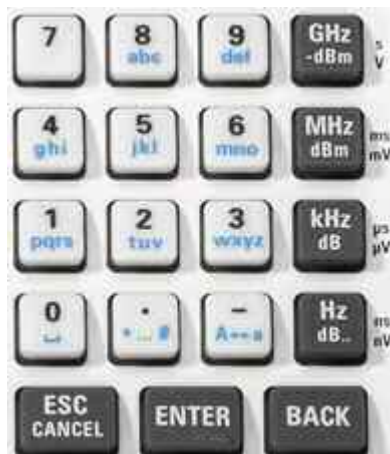 7 8 9 GHz s
abc def -dBm V
4 5 6 MHz ms
ghi jkl mno dBm mV
1 2 3 kHz µs
pqrs tuv wxyz dB µV
0 . – Hz ns
␣ * ... # A↔a dB.. nV
ESC ENTER BACK
CANCEL